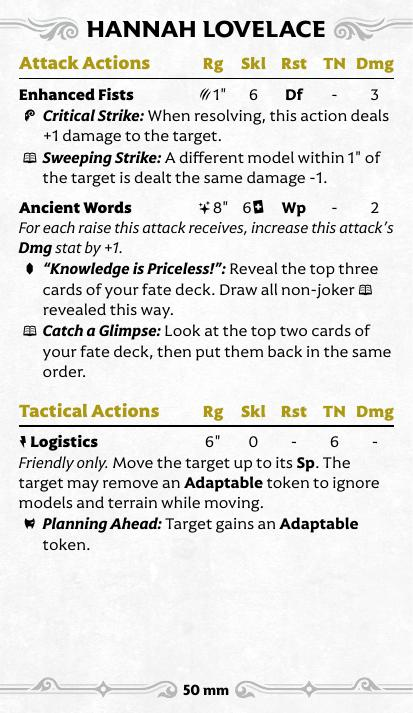 HANNAH LOVELACE
Attack Actions Rg Skl Rst TN Dmg
Enhanced Fists 1" 6 Df - 3
Critical Strike: When resolving, this action deals
+1 damage to the target.
Sweeping Strike: A different model within 1" of
the target is dealt the same damage -1.
Ancient Words 8" 6 Wp - 2
For each raise this attack receives, increase this attack’s
Dmg stat by +1.
“Knowledge is Priceless!”: Reveal the top three
cards of your fate deck. Draw all non-joker
revealed this way.
Catch a Glimpse: Look at the top two cards of
your fate deck, then put them back in the same
order.
Tactical Actions Rg Skl Rst TN Dmg
Logistics 6" 0 - 6 -
Friendly only. Move the target up to its Sp. The
target may remove an Adaptable token to ignore
models and terrain while moving.
Planning Ahead: Target gains an Adaptable
token.
50 mm